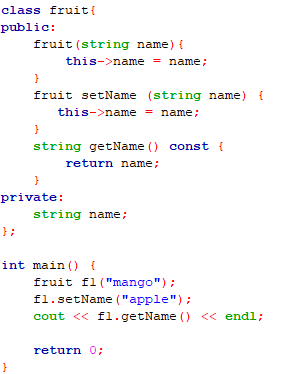 class fruit{
public:
    fruit(string name){
        this->name = name;
    }
    fruit setName (string name) {
       this->name = name;
    }
    string getName() const {
        return name;
    }
private:
    string name;
};

int main() {
    fruit f1("mango");
    f1.setName("apple");
    cout << f1.getName() << endl;

    return 0;
}